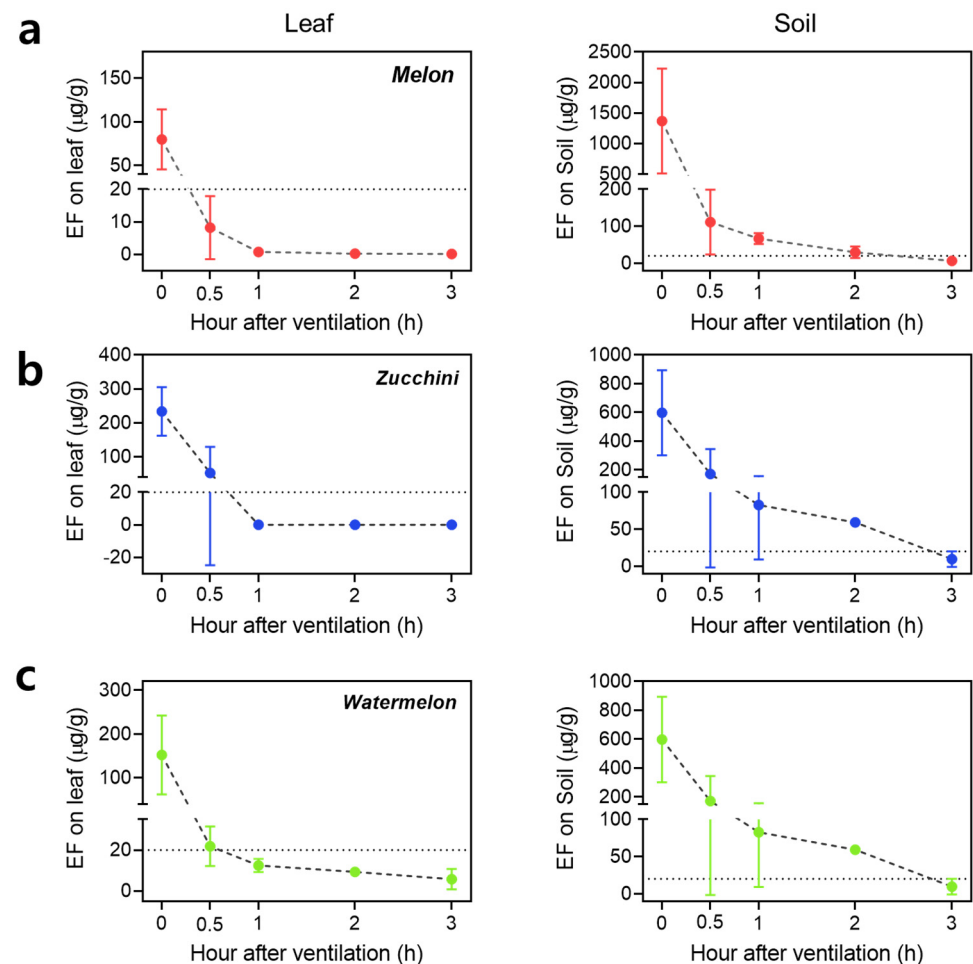 a
Leaf
Soil
Melon
EF on leaf (μg/g)
150
100
50
20
10
0
0 0.5 1 2 3
Hour after ventilation (h)
EF on Soil (μg/g)
2500
2000
1500
1000
500
200
100
0
0 0.5 1 2 3
Hour after ventilation (h)
b
Zucchini
EF on leaf (μg/g)
400
300
200
100
20
0
-20
0 0.5 1 2 3
Hour after ventilation (h)
EF on Soil (μg/g)
1000
800
600
400
200
100
50
0
0 0.5 1 2 3
Hour after ventilation (h)
c
Watermelon
EF on leaf (μg/g)
300
200
100
20
0
0 0.5 1 2 3
Hour after ventilation (h)
EF on Soil (μg/g)
1000
800
600
400
200
100
50
0
0 0.5 1 2 3
Hour after ventilation (h)